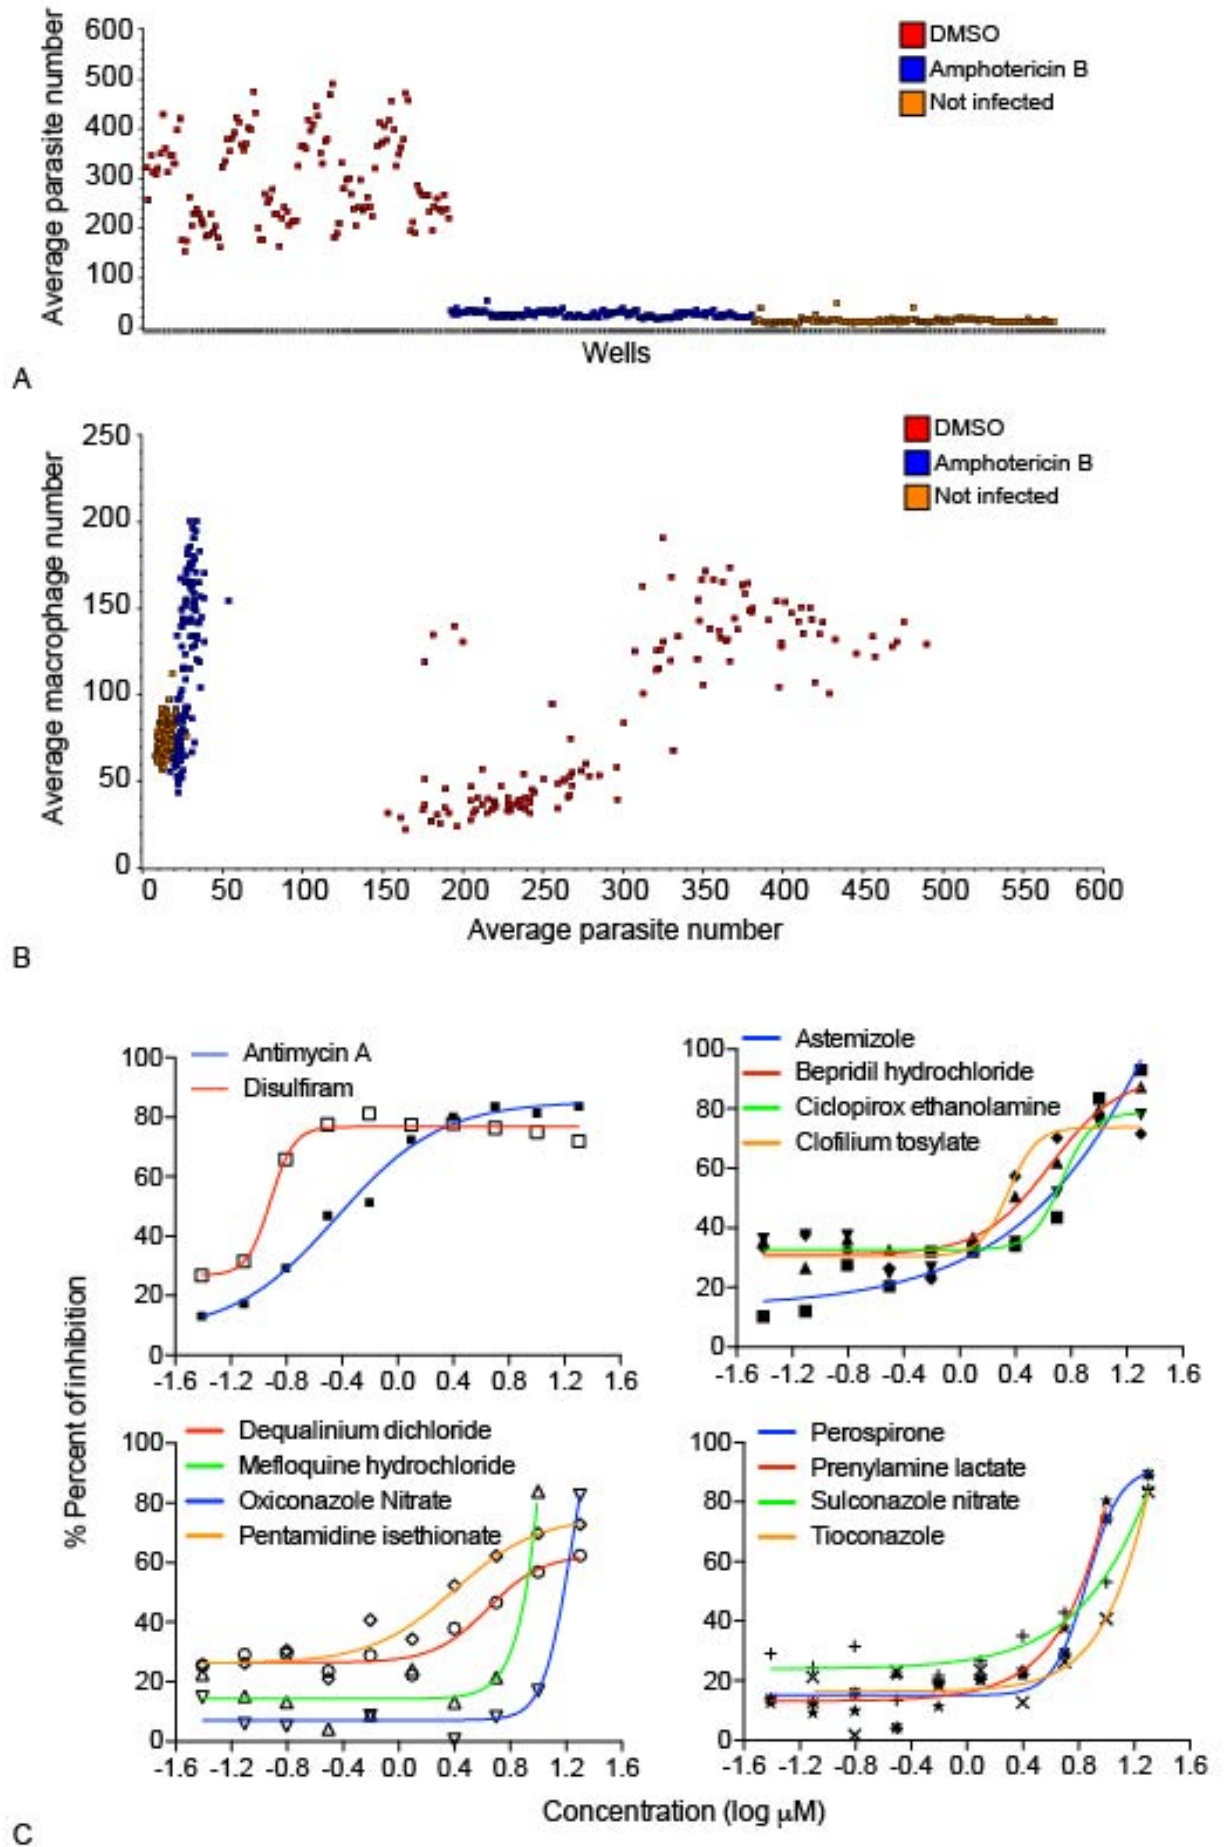 Average parasite number
600
500
400
300
200
100
0
DMSO
Amphotericin B
Not infected
Wells
A
Average macrophage number
250
200
150
100
50
0
DMSO
Amphotericin B
Not infected
0 50 100 150 200 250 300 350 400 450 500 550 600
Average parasite number
B
% Percent of inhibition
Antimycin A
Disulfiram
100
80
60
40
20
0
-1.6 -1.2 -0.8 -0.4 0.0 0.4 0.8 1.2 1.6
Astemizole
Bepridil hydrochloride
Ciclopirox ethanolamine
Clofilium tosylate
100
80
60
40
20
0
-1.6 -1.2 -0.8 -0.4 0.0 0.4 0.8 1.2 1.6
Dequalinium dichloride
Mefloquine hydrochloride
Oxiconazole Nitrate
Pentamidine isethionate
100
80
60
40
20
0
-1.6 -1.2 -0.8 -0.4 0.0 0.4 0.8 1.2 1.6
Perospirone
Prenylamine lactate
Sulconazole nitrate
Tioconazole
100
80
60
40
20
0
-1.6 -1.2 -0.8 -0.4 0.0 0.4 0.8 1.2 1.6
Concentration (log μM)
C